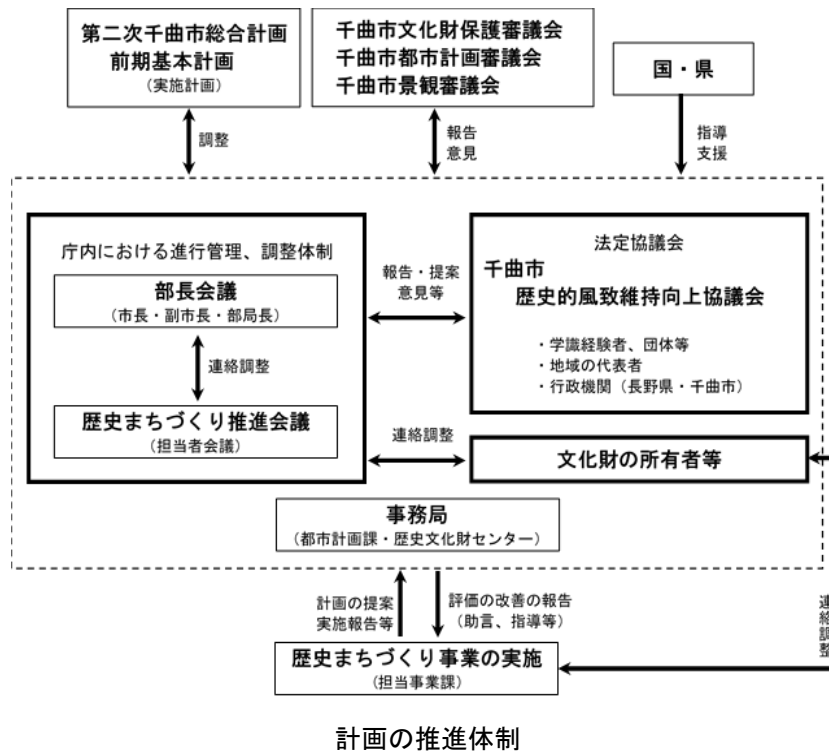 第二次千曲市総合計画
前期基本計画
（実施計画）
千曲市文化財保護審議会
千曲市都市計画審議会
千曲市景観審議会
国・県
調整
報告
意見
指導
支援
庁内における進行管理、調整体制
部長会議
（市長・副市長・部局長）
連絡調整
歴史まちづくり推進会議
（担当者会議）
報告・提案
意見等
連絡調整
法定協議会
千曲市
歴史的風致維持向上協議会
・学識経験者、団体等
・地域の代表者
・行政機関（長野県・千曲市）
文化財の所有者等
事務局
（都市計画課・歴史文化財センター）
計画の提案
実施報告等
評価の改善の報告
（助言、指導等）
連絡調整
歴史まちづくり事業の実施
（担当事業課）
計画の推進体制